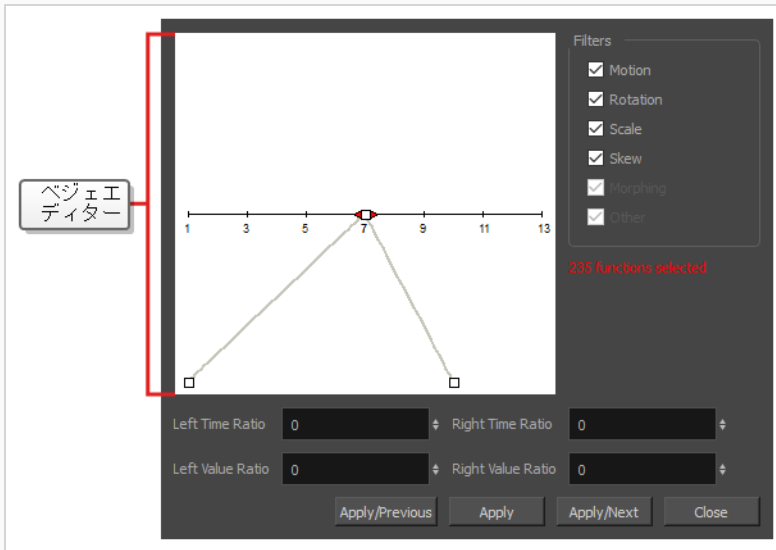 Filters
Motion
Rotation
Scale
Skew
Morphing
Other
235 functions selected
ベジェエ
ディター
1 3 5 7 9 11 13
Left Time Ratio 0 Right Time Ratio 0
Left Value Ratio 0 Right Value Ratio 0
Apply/Previous Apply Apply/Next Close